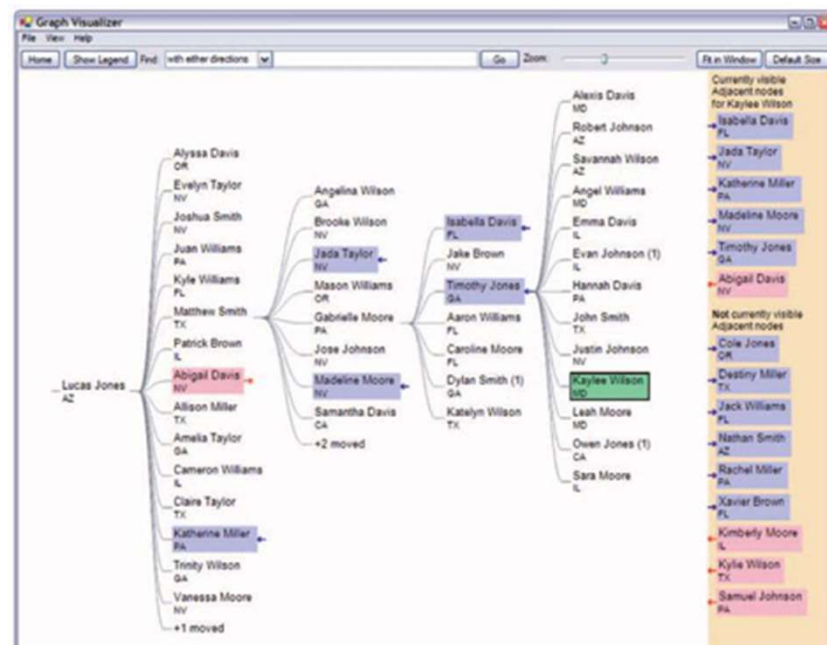 Graph Visualizer
File View Help
Home Show Legend Find: with either directions Go Zoom: Fit in Window Default Size
Lucas Jones
AZ
Alyssa Davis
OR
Evelyn Taylor
NV
Joshua Smith
NV
Juan Williams
PA
Kyle Williams
FL
Matthew Smith
TX
Patrick Brown
IL
Abigail Davis
NV
Allison Miller
TX
Amelia Taylor
GA
Cameron Williams
IL
Claire Taylor
TX
Katherine Miller
PA
Trinity Wilson
GA
Vanessa Moore
NV
+1 moved
Angelina Wilson
GA
Brooke Wilson
NV
Jada Taylor
NV
Mason Williams
OR
Gabrielle Moore
PA
Jose Johnson
NV
Madeline Moore
NV
Samantha Davis
CA
+2 moved
Isabella Davis
FL
Jake Brown
NV
Timothy Jones
GA
Aaron Williams
FL
Caroline Moore
FL
Dylan Smith (1)
GA
Katelyn Wilson
TX
Alexis Davis
MD
Robert Johnson
AZ
Savannah Wilson
AZ
Angel Williams
MD
Emma Davis
IL
Evan Johnson (1)
IL
Hannah Davis
PA
John Smith
TX
Justin Johnson
NV
Kaylee Wilson
MD
Leah Moore
MD
Owen Jones (1)
CA
Sara Moore
IL
Currently visible
Adjacent nodes
for Kaylee Wilson
Isabella Davis
FL
Jada Taylor
NV
Katherine Miller
PA
Madeline Moore
NV
Timothy Jones
GA
Abigail Davis
NV
Not currently visible
Adjacent nodes
Cole Jones
OR
Destiny Miller
TX
Jack Williams
FL
Nathan Smith
AZ
Rachel Miller
PA
Xavier Brown
FL
Kimberly Moore
IL
Kylie Wilson
TX
Samuel Johnson
PA